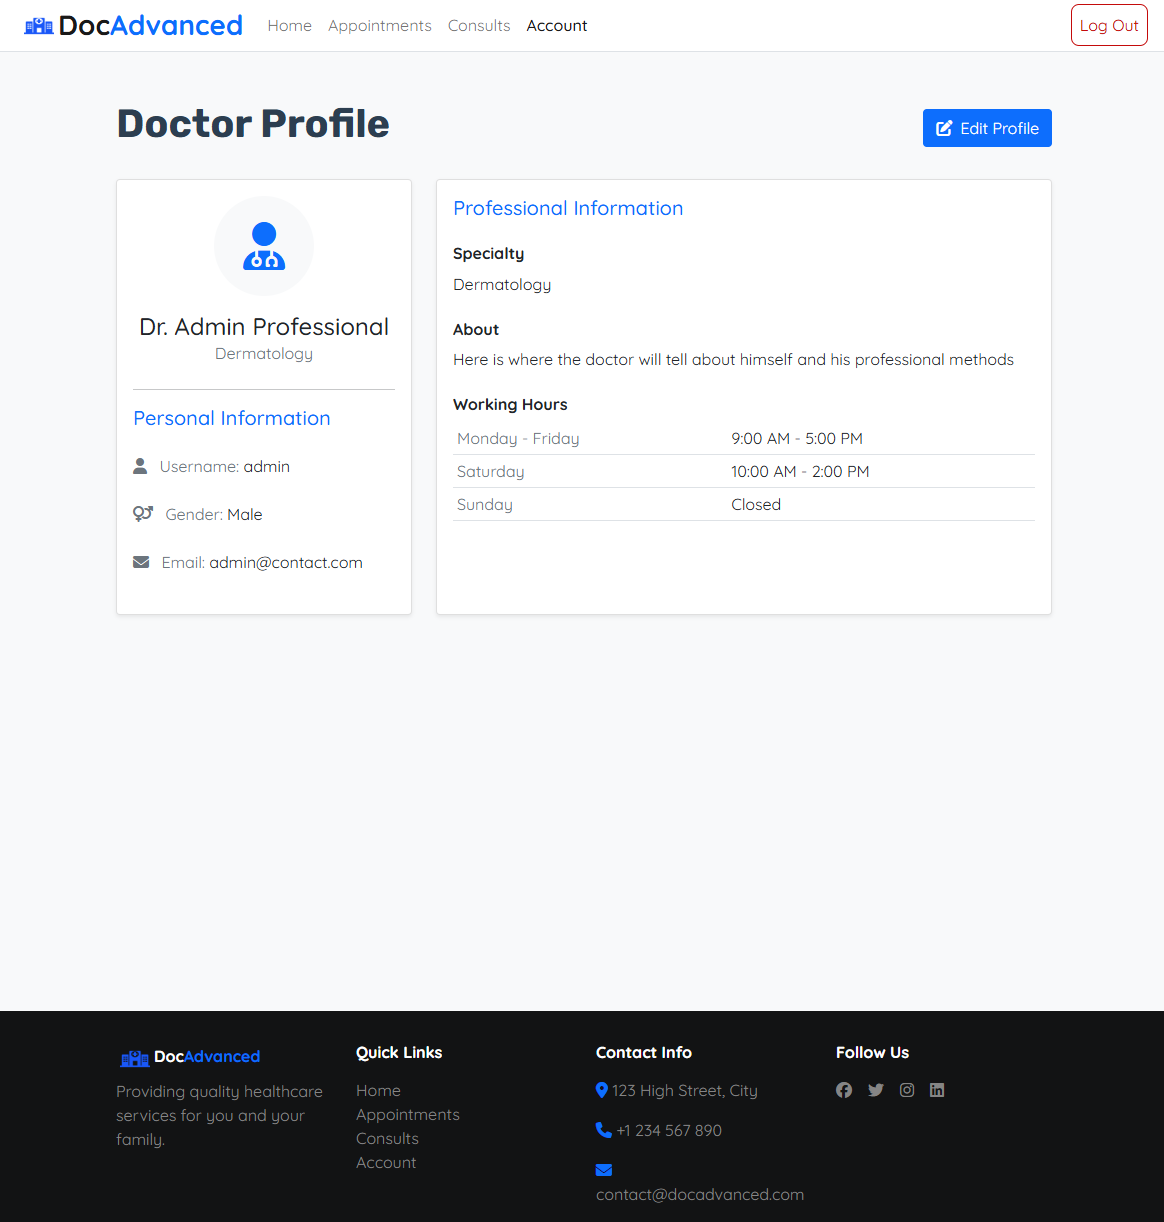 DocAdvanced Home Appointments Consults Account Log Out
Doctor Profile
Edit Profile
Dr. Admin Professional
Dermatology
Personal Information
Username: admin
Gender: Male
Email: admin@contact.com
Professional Information
Specialty
Dermatology
About
Here is where the doctor will tell about himself and his professional methods
Working Hours
Monday - Friday 9:00 AM - 5:00 PM
Saturday 10:00 AM - 2:00 PM
Sunday Closed
DocAdvanced
Providing quality healthcare
services for you and your
family.
Quick Links
Home
Appointments
Consults
Account
Contact Info
123 High Street, City
+1 234 567 890
contact@docadvanced.com
Follow Us